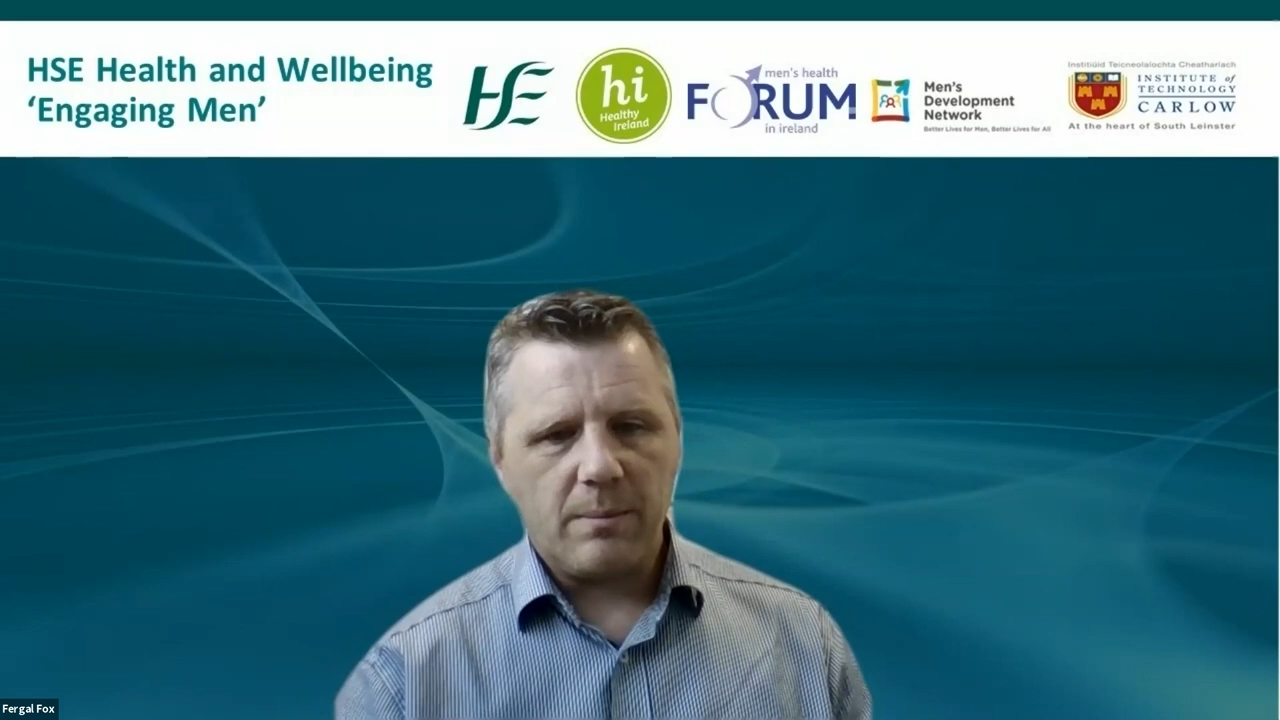 HSE Health and Wellbeing
‘Engaging Men’
HSE
hi
Healthy
Ireland
men's health
FORUM
in ireland
Men's
Development
Network
Better Lives for Men, Better Lives for All
Institiúid Teicneolaíochta Cheatharlach
INSTITUTE of
TECHNOLOGY
CARLOW
At the heart of South Leinster
Fergal Fox